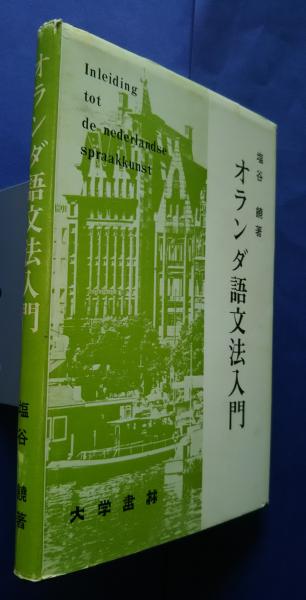 Inleiding
tot
de nederlandse
spraakkunst
塩谷 饒著
オランダ語文法入門
大学書林
オランダ語文法入門
塩谷 饒著